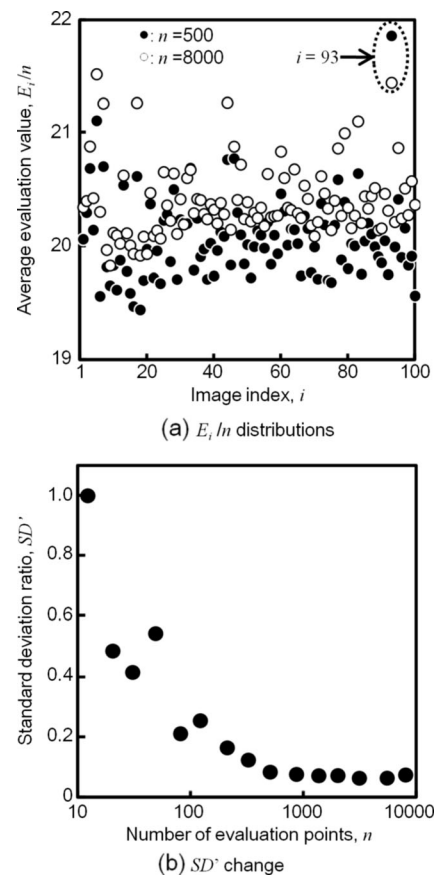 22
●: n =500
○: n =8000
i = 93
21
20
19
Average evaluation value, Ei/n
1
20
40
60
80
100
Image index, i
(a) Ei /n distributions
1.0
0.8
0.6
0.4
0.2
0
Standard deviation ratio, SD'
10
100
1000
10000
Number of evaluation points, n
(b) SD' change